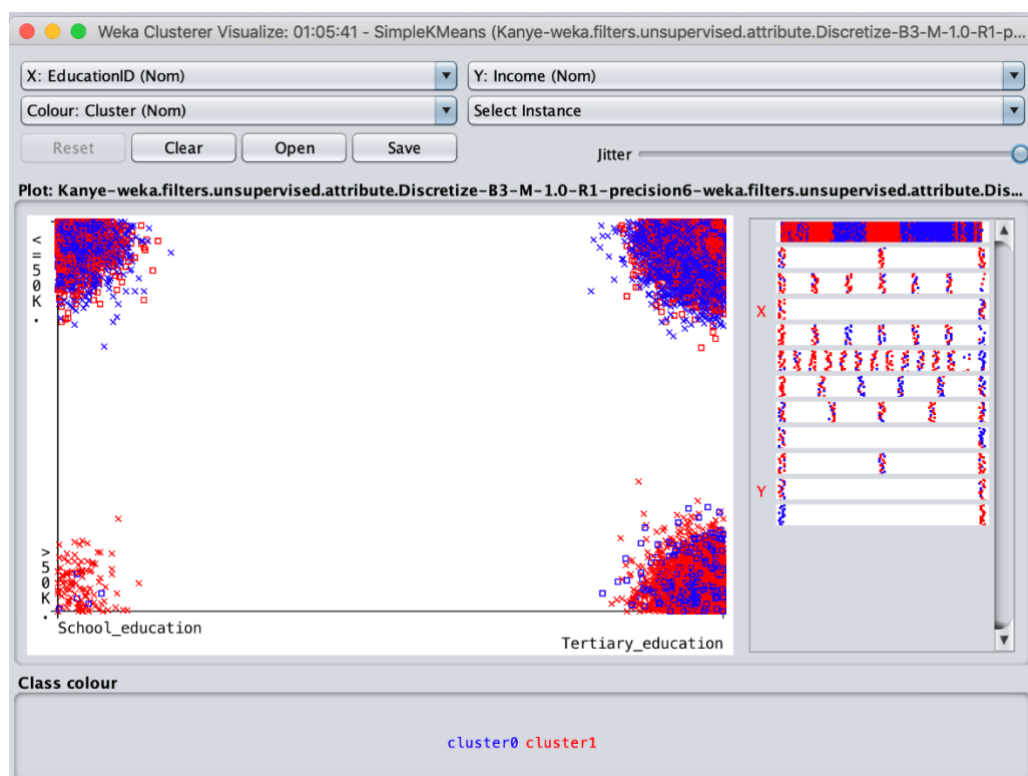 Weka Clusterer Visualize: 01:05:41 - SimpleKMeans (Kanye-weka.filters.unsupervised.attribute.Discretize-B3-M-1.0-R1-p...
X: EducationID (Nom)
Y: Income (Nom)
Colour: Cluster (Nom)
Select Instance
Reset
Clear
Open
Save
Jitter
Plot: Kanye-weka.filters.unsupervised.attribute.Discretize-B3-M-1.0-R1-precision6-weka.filters.unsupervised.attribute.Dis...
<=50K.
X
Y
>50K.
School_education
Tertiary_education
Class colour
cluster0 cluster1